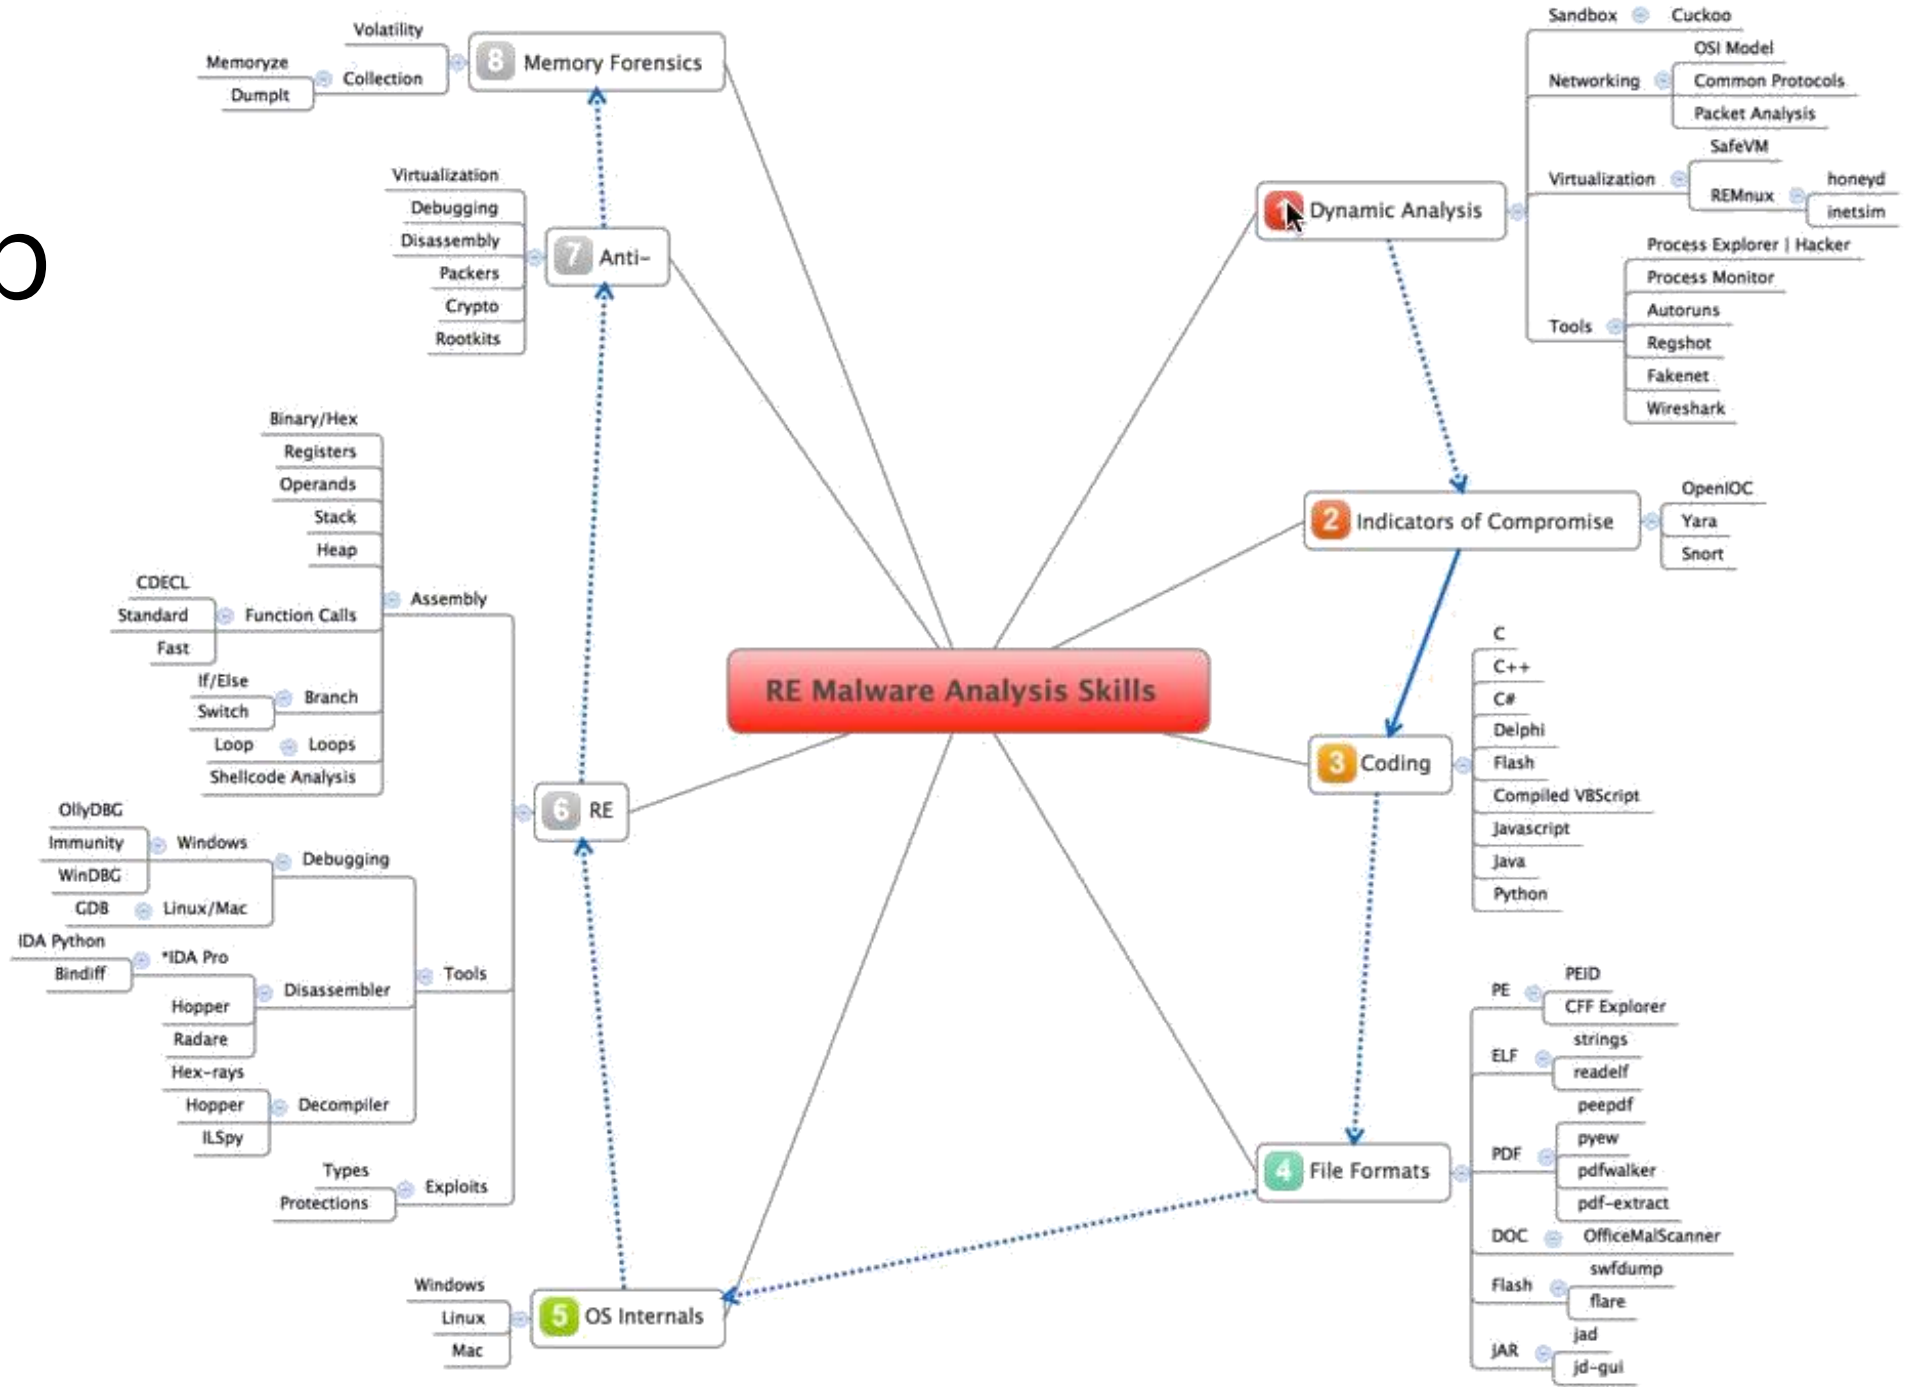 RE Malware Analysis Skills
Dynamic Analysis
Sandbox
Cuckoo
Networking
OSI Model
Common Protocols
Packet Analysis
Virtualization
SafeVM
REMnux
honeyd
inetsim
Tools
Process Explorer | Hacker
Process Monitor
Autoruns
Regshot
Fakenet
Wireshark
2 Indicators of Compromise
OpenIOC
Yara
Snort
3 Coding
C
C++
C#
Delphi
Flash
Compiled VBScript
Javascript
Java
Python
4 File Formats
PE
PEID
CFF Explorer
ELF
strings
readelf
PDF
peepdf
pyew
pdfwalker
pdf-extract
DOC
OfficeMalScanner
Flash
swfdump
flare
JAR
jad
jd-gui
5 OS Internals
Windows
Linux
Mac
6 RE
Assembly
Binary/Hex
Registers
Operands
Stack
Heap
Function Calls
CDECL
Standard
Fast
Branch
If/Else
Switch
Loops
Loop
Shellcode Analysis
Tools
Debugging
Windows
OllyDBG
Immunity
WinDBG
Linux/Mac
GDB
Disassembler
*IDA Pro
IDA Python
Bindiff
Hopper
Radare
Decompiler
Hex-rays
Hopper
ILSpy
Exploits
Types
Protections
7 Anti-
Virtualization
Debugging
Disassembly
Packers
Crypto
Rootkits
8 Memory Forensics
Volatility
Collection
Memoryze
DumpIt